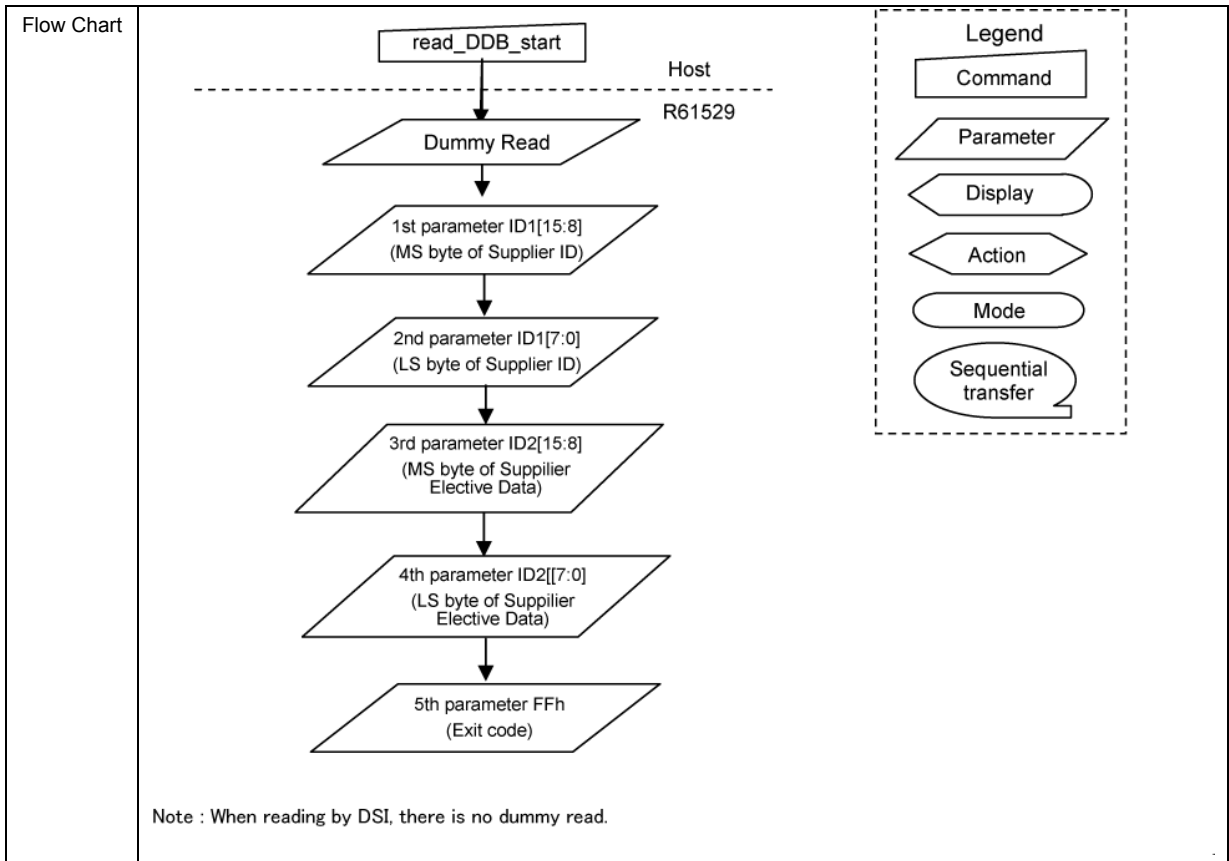 Flow Chart
read_DDB_start
Host
R61529
Dummy Read
1st parameter ID1[15:8]
(MS byte of Supplier ID)
2nd parameter ID1[7:0]
(LS byte of Supplier ID)
3rd parameter ID2[15:8]
(MS byte of Suppilier
Elective Data)
4th parameter ID2[[7:0]
(LS byte of Suppilier
Elective Data)
5th parameter FFh
(Exit code)
Note : When reading by DSI, there is no dummy read.
Legend
Command
Parameter
Display
Action
Mode
Sequential
transfer